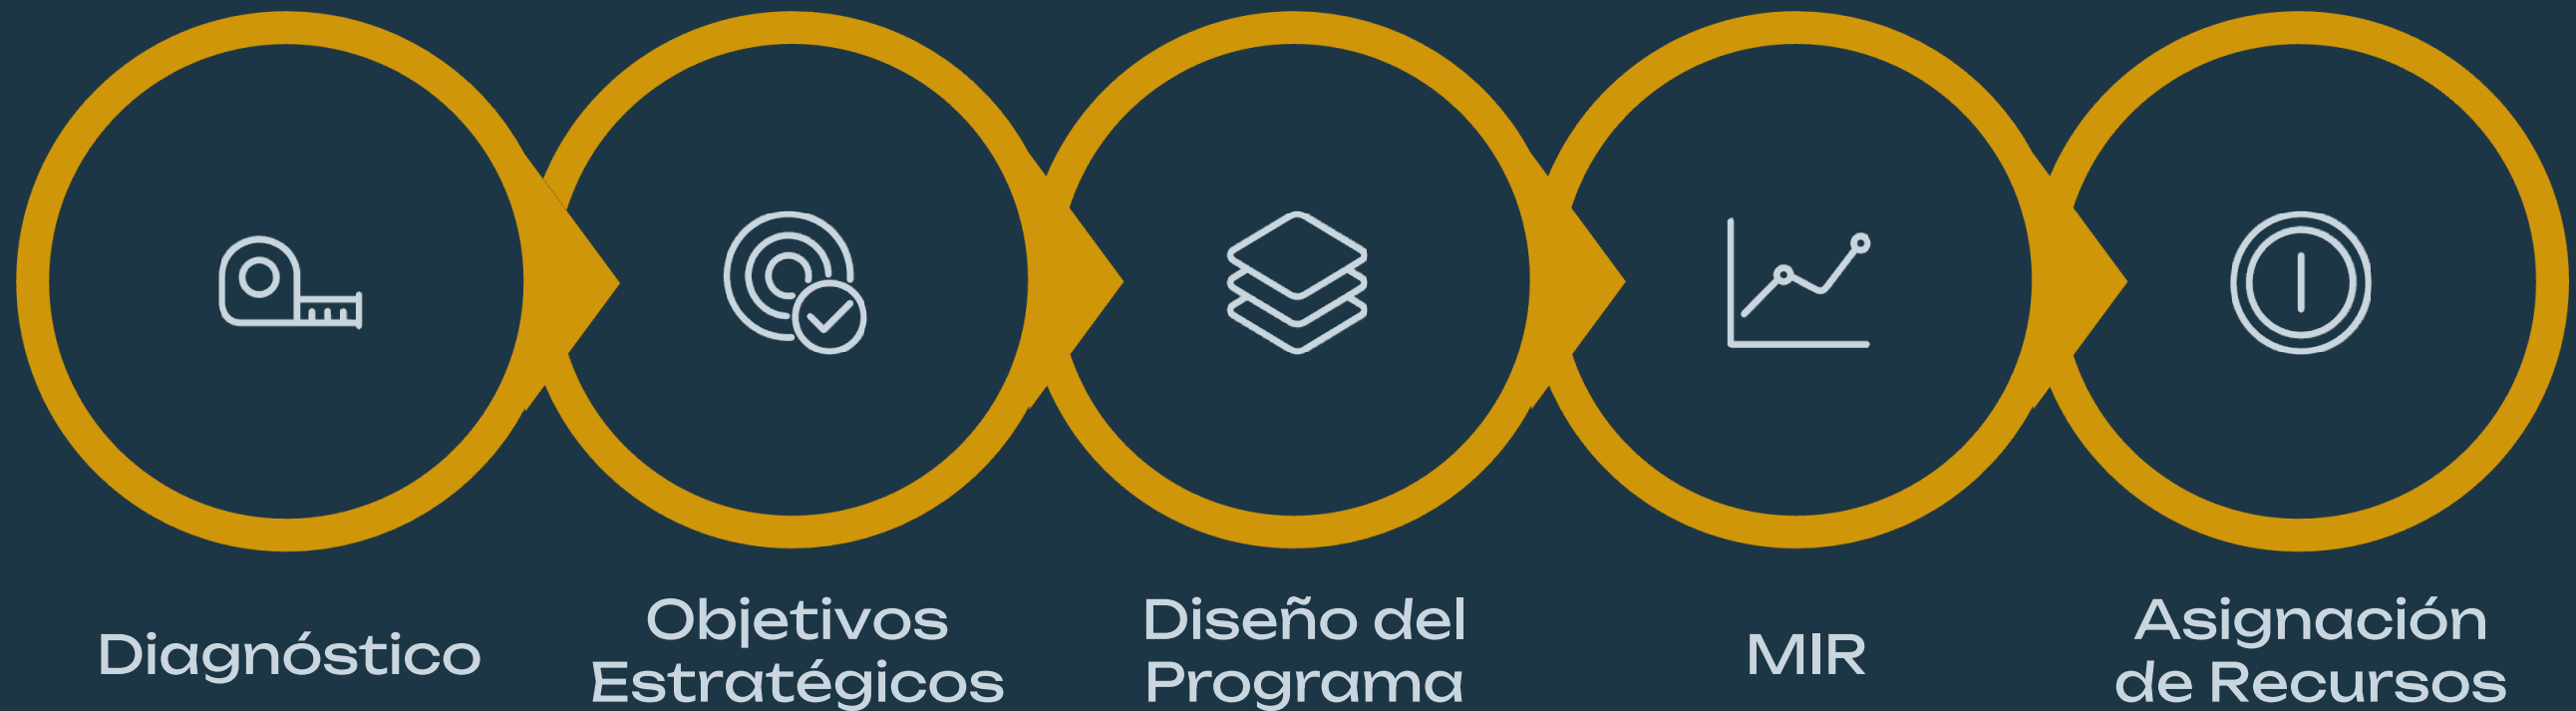 Diagnóstico
Objetivos
Estratégicos
Diseño del
Programa
MIR
Asignación
de Recursos